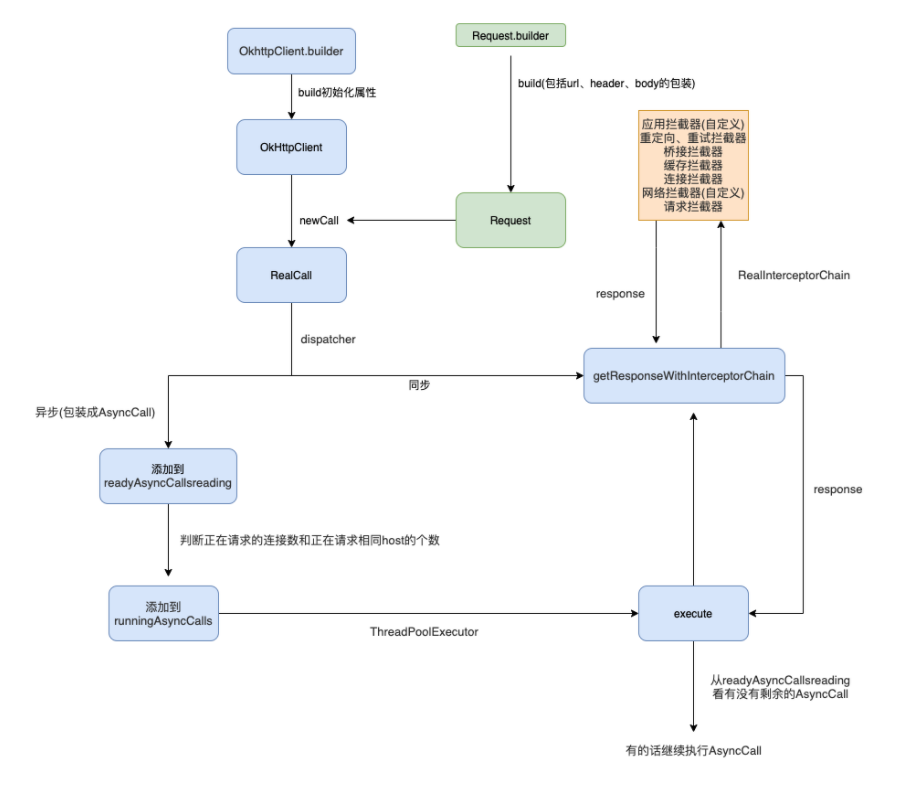 OkhttpClient.builder
Request.builder
build初始化属性
build(包括url、header、body的包装)
OkHttpClient
应用拦截器(自定义)
重定向、重试拦截器
桥接拦截器
缓存拦截器
连接拦截器
网络拦截器(自定义)
请求拦截器
newCall
Request
RealCall
RealInterceptorChain
response
dispatcher
getResponseWithInterceptorChain
同步
异步(包装成AsyncCall)
添加到
readyAsyncCallsreading
response
判断正在请求的连接数和正在请求相同host的个数
添加到
runningAsyncCalls
execute
ThreadPoolExecutor
从readyAsyncCallsreading
看有没有剩余的AsyncCall
有的话继续执行AsyncCall